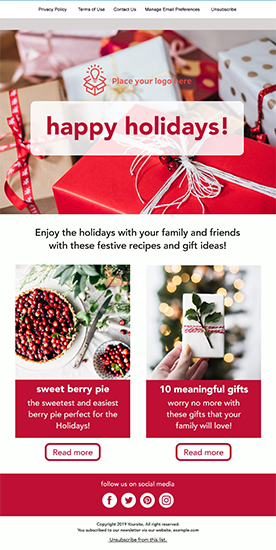 Privacy Policy Terms of Use Contact Us Manage Email Preferences Unsubscribe
Place your logo here
happy holidays!
Enjoy the holidays with your family and friends
with these festive recipes and gift ideas!
sweet berry pie
the sweetest and easiest
berry pie perfect for the
Holidays!
Read more
10 meaningful gifts
worry no more with
these gifts that your
family will love!
Read more
follow us on social media
Copyright 2019 Yoursite, All right reserved.
You subscribed to our newsletter via our website, example.com
Unsubscribe from this list.